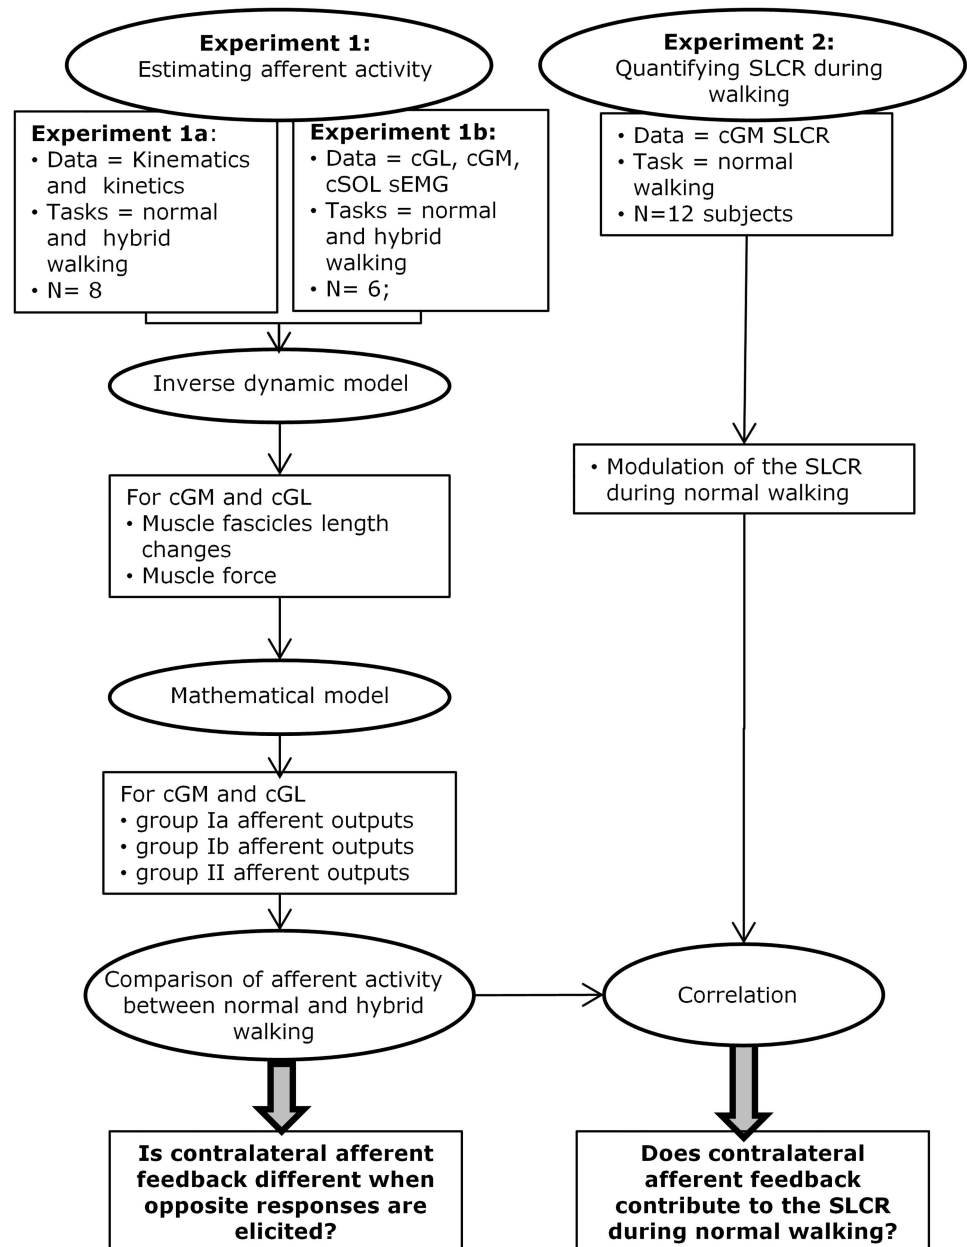 Experiment 1:
Estimating afferent activity
Experiment 1a:
• Data = Kinematics
and kinetics
• Tasks = normal
and hybrid
walking
• N= 8
Experiment 1b:
• Data = cGL, cGM,
cSOL sEMG
• Tasks = normal
and hybrid
walking
• N= 6;
Inverse dynamic model
For cGM and cGL
• Muscle fascicles length
changes
• Muscle force
Mathematical model
For cGM and cGL
• group Ia afferent outputs
• group Ib afferent outputs
• group II afferent outputs
Comparison of afferent activity
between normal and hybrid
walking
Is contralateral afferent
feedback different when
opposite responses are
elicited?
Experiment 2:
Quantifying SLCR during
walking
• Data = cGM SLCR
• Task = normal
walking
• N=12 subjects
• Modulation of the SLCR
during normal walking
Correlation
Does contralateral
afferent feedback
contribute to the SLCR
during normal walking?